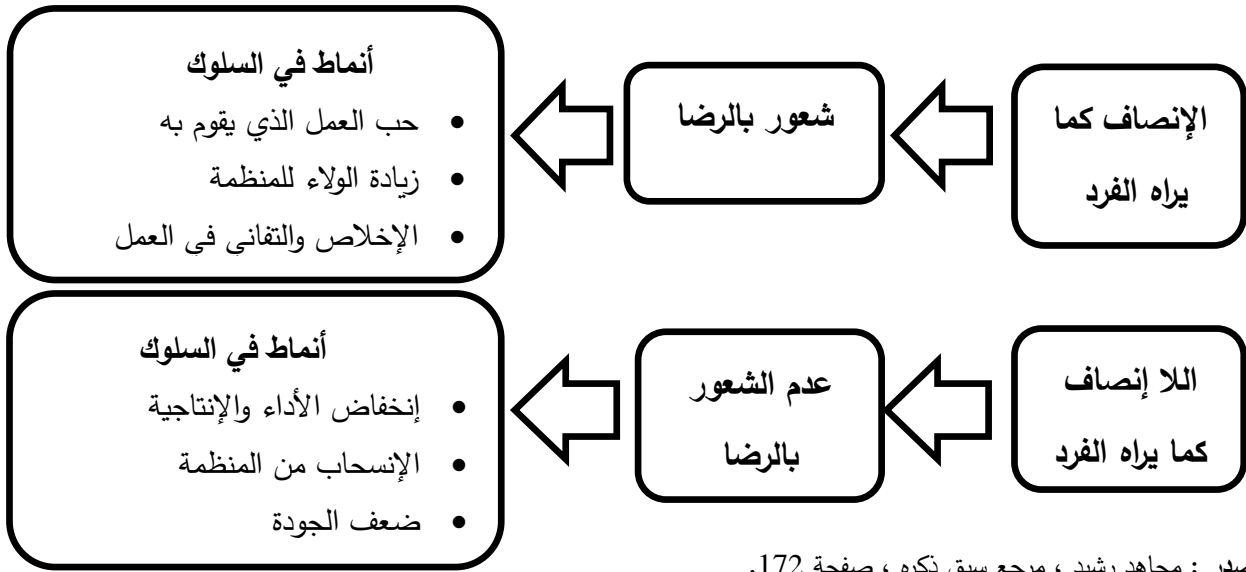 الإنصاف كما
يراه الفرد
شعور بالرضا
أنماط في السلوك
• حب العمل الذي يقوم به
• زيادة الولاء للمنظمة
• الإخلاص والتفاني في العمل
اللا إنصاف
كما يراه الفرد
عدم الشعور
بالرضا
أنماط في السلوك
• إنخفاض الأداء والإنتاجية
• الإنسحاب من المنظمة
• ضعف الجودة
: مجاهد رشيد ، مرجع سبق ذكره ، صفحة 172.